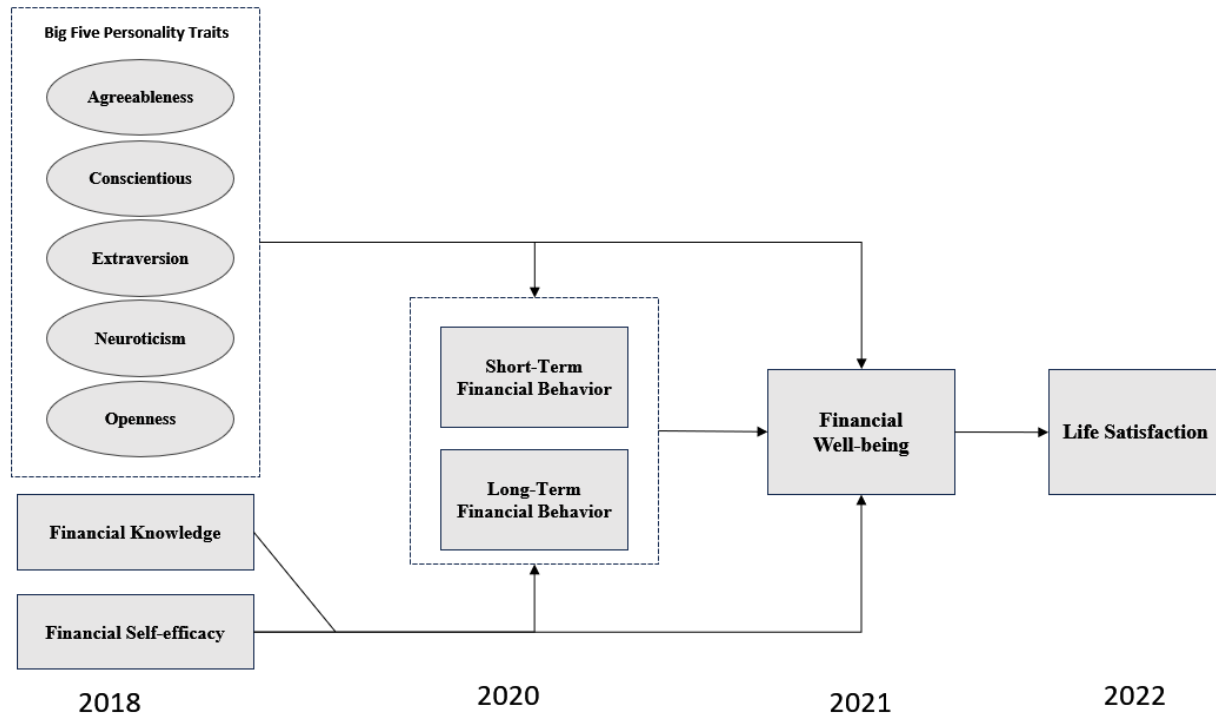 Big Five Personality Traits
Agreeableness
Conscientious
Extraversion
Neuroticism
Openness
Financial Knowledge
Financial Self-efficacy
Short-Term
Financial Behavior
Long-Term
Financial Behavior
Financial
Well-being
Life Satisfaction
2018
2020
2021
2022